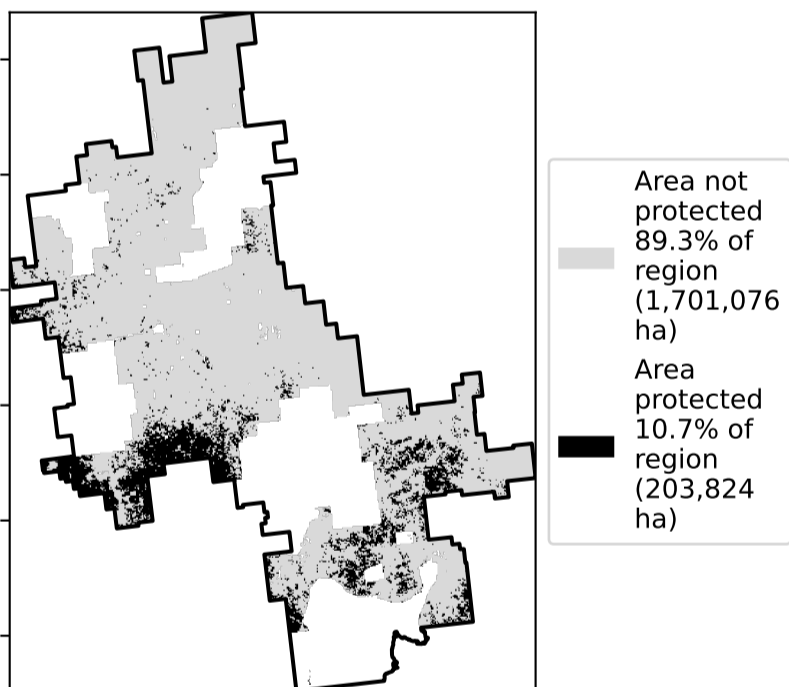 Area not
protected
89.3% of
region
(1,701,076
ha)
Area
protected
10.7% of
region
(203,824
ha)